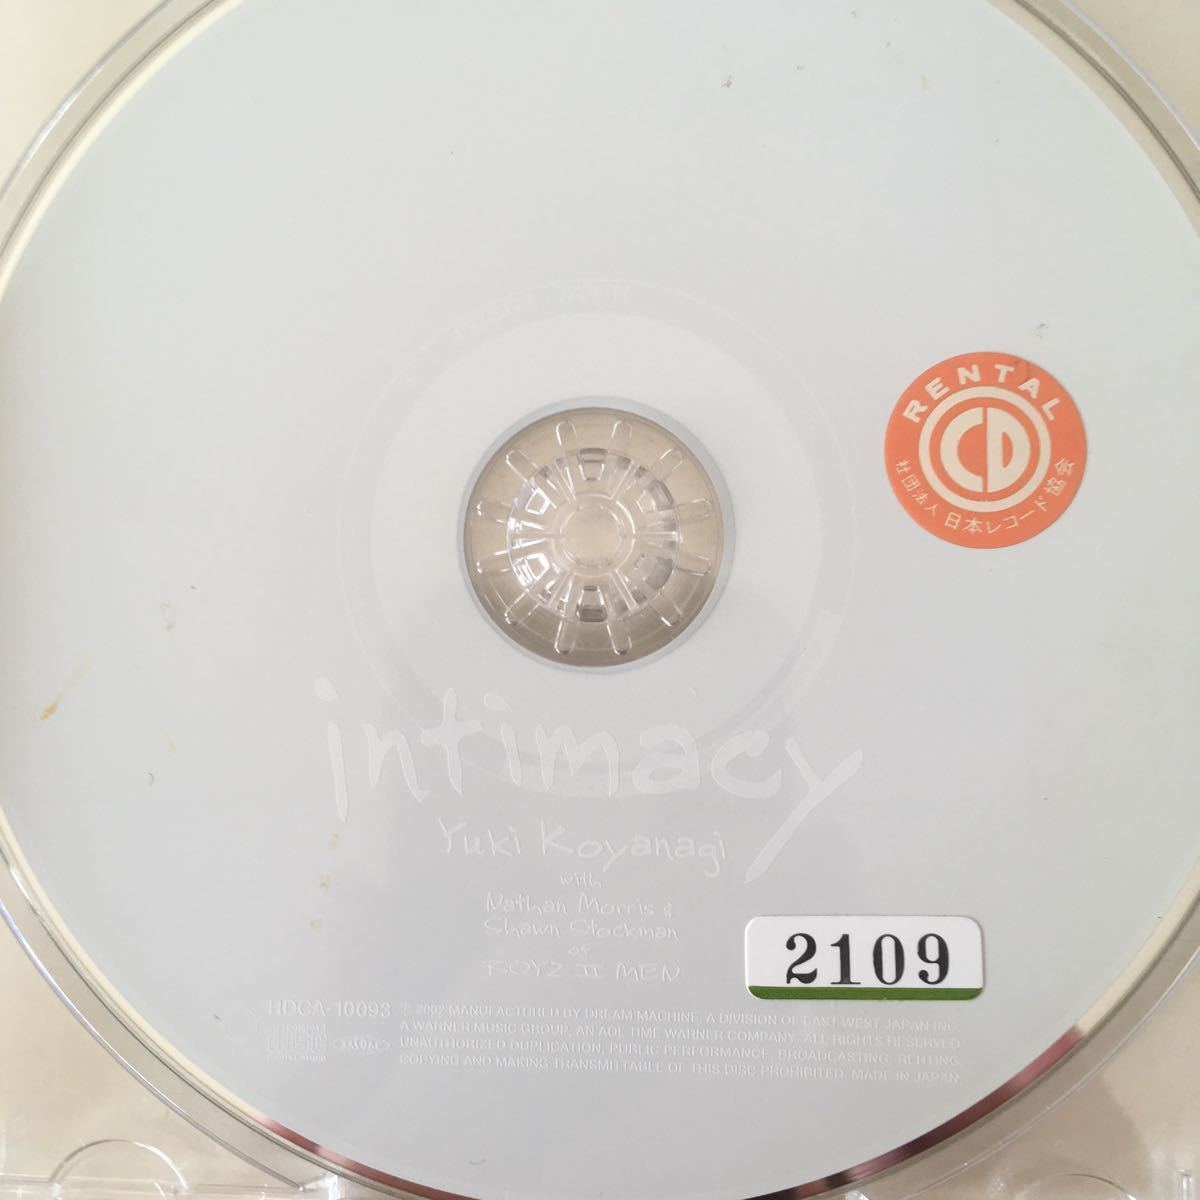 RENTAL
CD
社団法人 日本レコード協会
intimacy
Yuki Koyanagi
with
Nathan Morris &
Shawn Stockman
of
BOYZ II MEN
2109
HDCA-10093
℗ 2002 MANUFACTURED BY DREAM MACHINE, A DIVISION OF EAST WEST JAPAN INC.
A WARNER MUSIC GROUP, AN AOL TIME WARNER COMPANY. ALL RIGHTS RESERVED
UNAUTHORIZED DUPLICATION, PUBLIC PERFORMANCE, BROADCASTING, RENTING,
COPYING AND MAKING TRANSMITTABLE OF THIS DISC PROHIBITED. MADE IN JAPAN.
COMPACT
disc
DIGITAL AUDIO
JASRAC